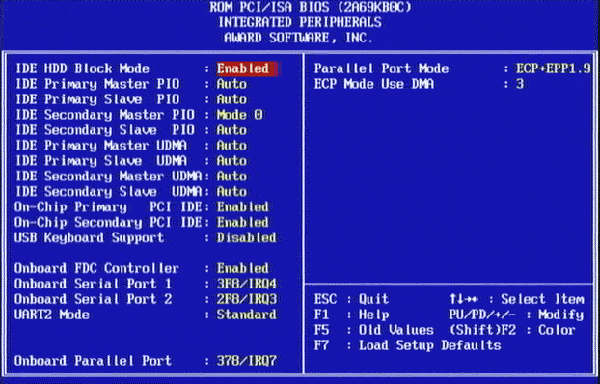 ROM PCI/ISA BIOS (2A69KB0C)
INTEGRATED PERIPHERALS
AWARD SOFTWARE, INC.
IDE HDD Block Mode : Enabled
IDE Primary Master PIO : Auto
IDE Primary Slave PIO : Auto
IDE Secondary Master PIO : Mode 0
IDE Secondary Slave PIO : Auto
IDE Primary Master UDMA : Auto
IDE Primary Slave UDMA : Auto
IDE Secondary Master UDMA: Auto
IDE Secondary Slave UDMA: Auto
On-Chip Primary PCI IDE: Enabled
On-Chip Secondary PCI IDE: Enabled
USB Keyboard Support : Disabled
Onboard FDC Controller : Enabled
Onboard Serial Port 1 : 3F8/IRQ4
Onboard Serial Port 2 : 2F8/IRQ3
UART2 Mode : Standard
Onboard Parallel Port : 378/IRQ7
Parallel Port Mode : ECP+EPP1.9
ECP Mode Use DMA : 3
ESC : Quit ↑↓→← : Select Item
F1 : Help PU/PD/+/- : Modify
F5 : Old Values (Shift)F2 : Color
F7 : Load Setup Defaults